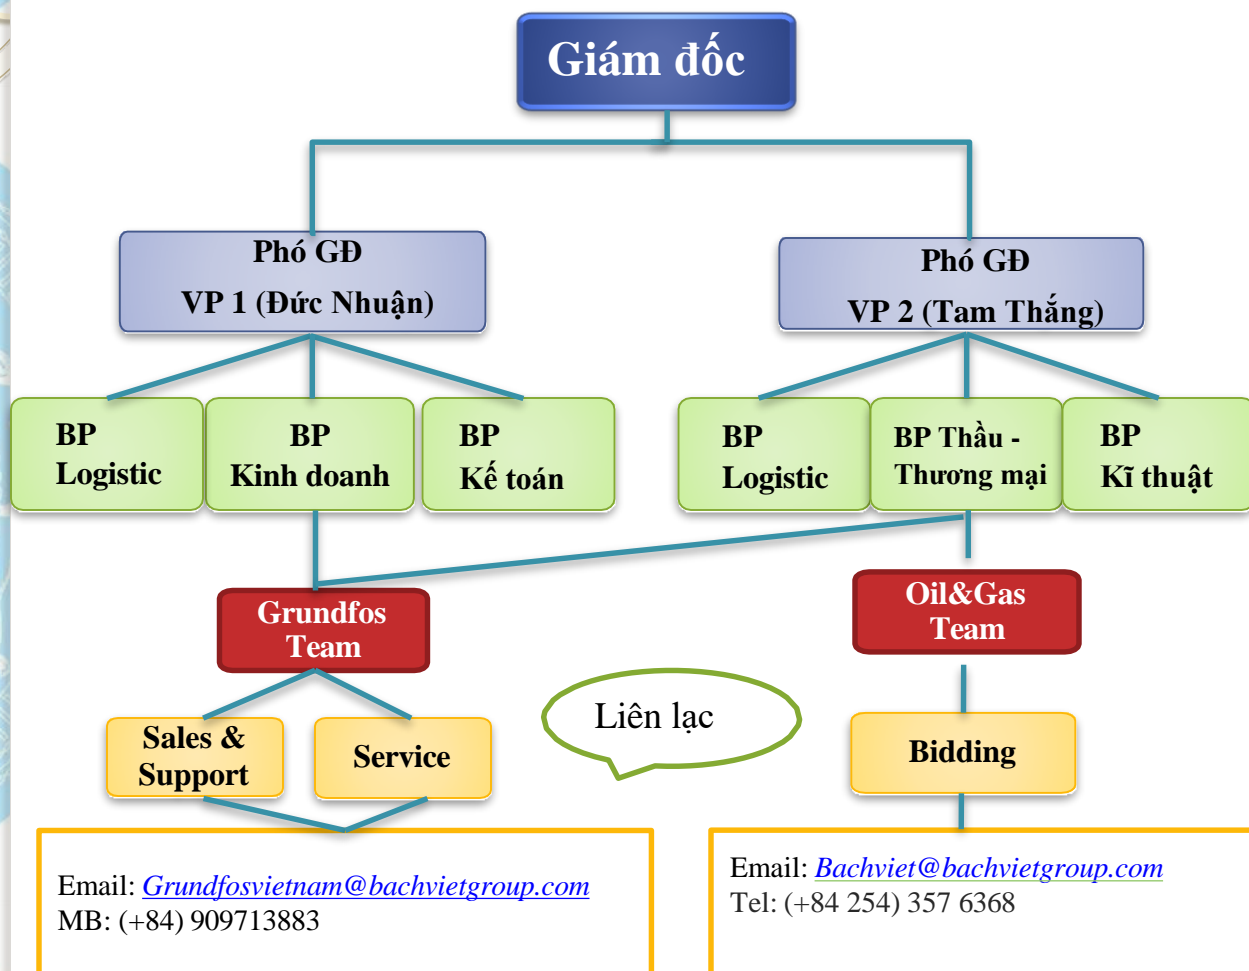 Giám đốc
Phó GĐ
VP 1 (Đức Nhuận)
Phó GĐ
VP 2 (Tam Thắng)
BP
Logistic
BP
Kinh doanh
BP
Kế toán
BP
Logistic
BP Thầu -
Thương mại
BP
Kĩ thuật
Grundfos
Team
Oil&Gas
Team
Sales &
Support
Service
Liên lạc
Bidding
Email: Grundfosvietnam@bachvietgroup.com
MB: (+84) 909713883
Email: Bachviet@bachvietgroup.com
Tel: (+84 254) 357 6368